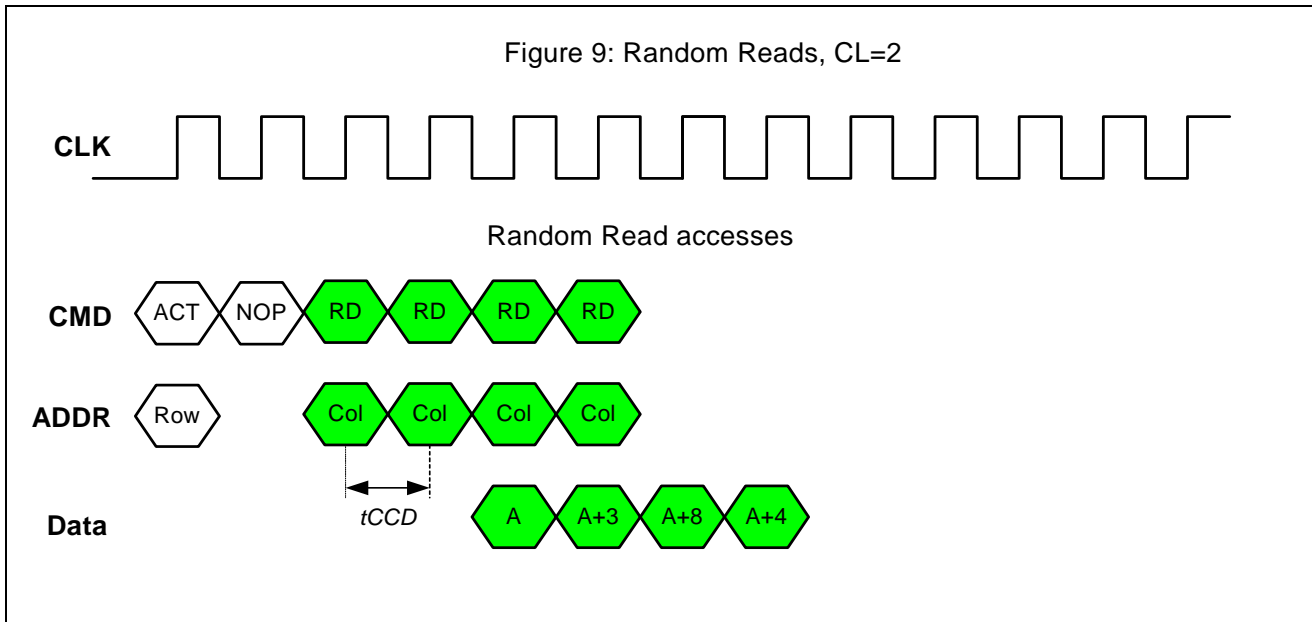 Figure 9: Random Reads, CL=2
CLK
Random Read accesses
CMD ACT NOP RD RD RD RD
ADDR Row Col Col Col Col
tCCD
Data A A+3 A+8 A+4